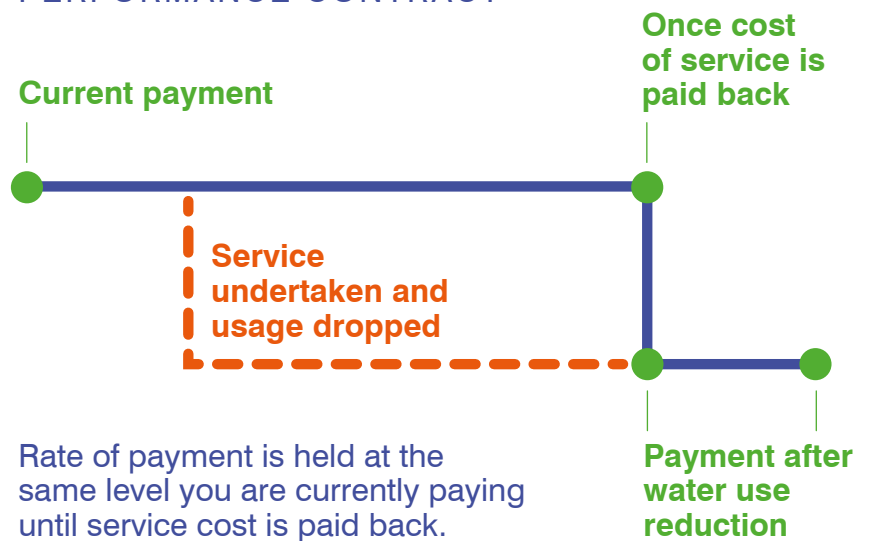 PERFORMANCE CONTRACT
Current payment
Once cost
of service is
paid back
Service
undertaken and
usage dropped
Rate of payment is held at the
same level you are currently paying
until service cost is paid back.
Payment after
water use
reduction